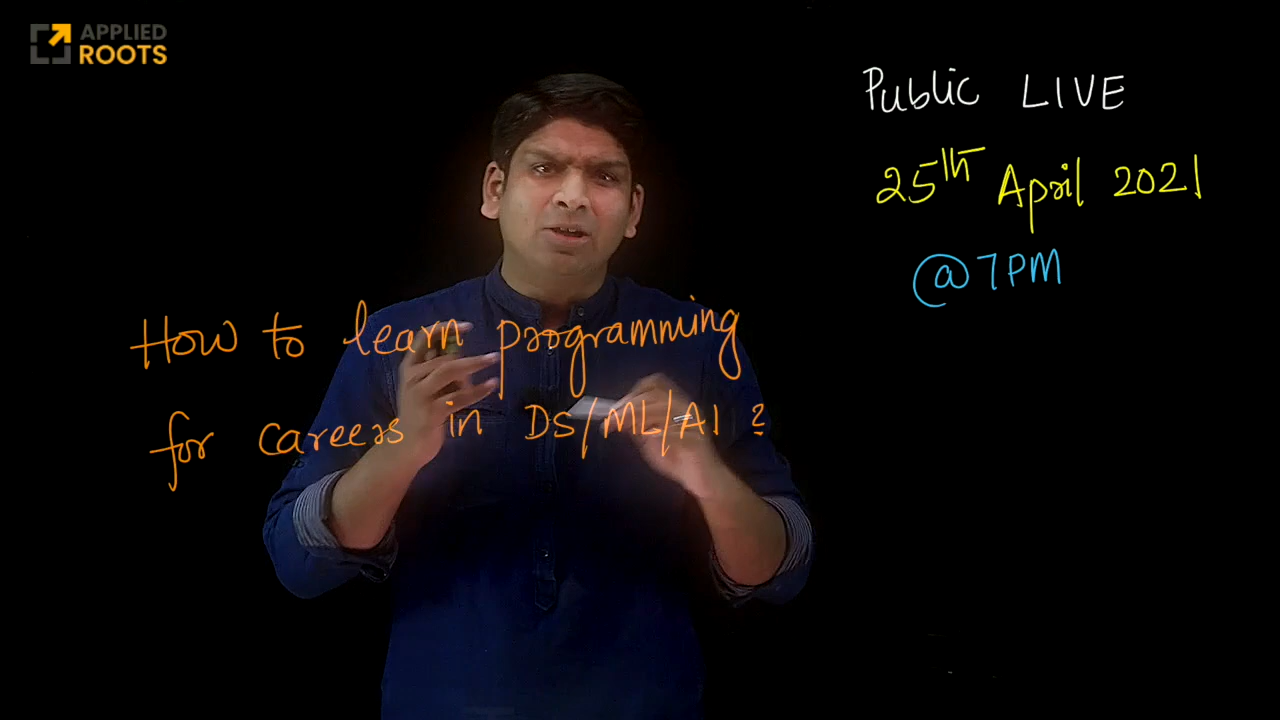 APPLIED
ROOTS
Public LIVE
25th April 2021
@7PM
How to learn programming
for careers in DS/ML/AI ?